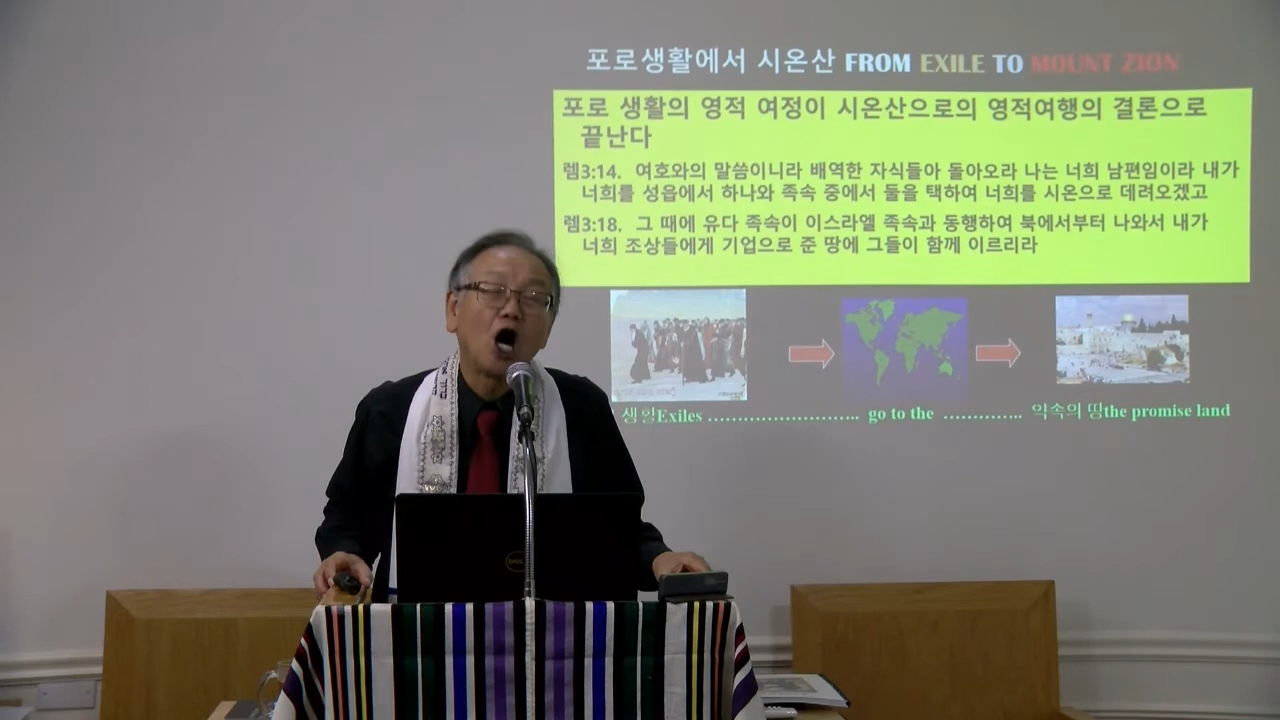 포로생활에서 시온산 FROM EXILE TO MOUNT ZION
포로 생활의 영적 여정이 시온산으로의 영적여행의 결론으로
끝난다
렘3:14. 여호와의 말씀이니라 배역한 자식들아 돌아오라 나는 너희 남편임이라 내가
너희를 성읍에서 하나와 족속 중에서 둘을 택하여 너희를 시온으로 데려오겠고
렘3:18. 그 때에 유다 족속이 이스라엘 족속과 동행하여 북에서부터 나와서 내가
너희 조상들에게 기업으로 준 땅에 그들이 함께 이르리라
생활Exiles .......................... go to the ............. 약속의 땅the promise land
DELL